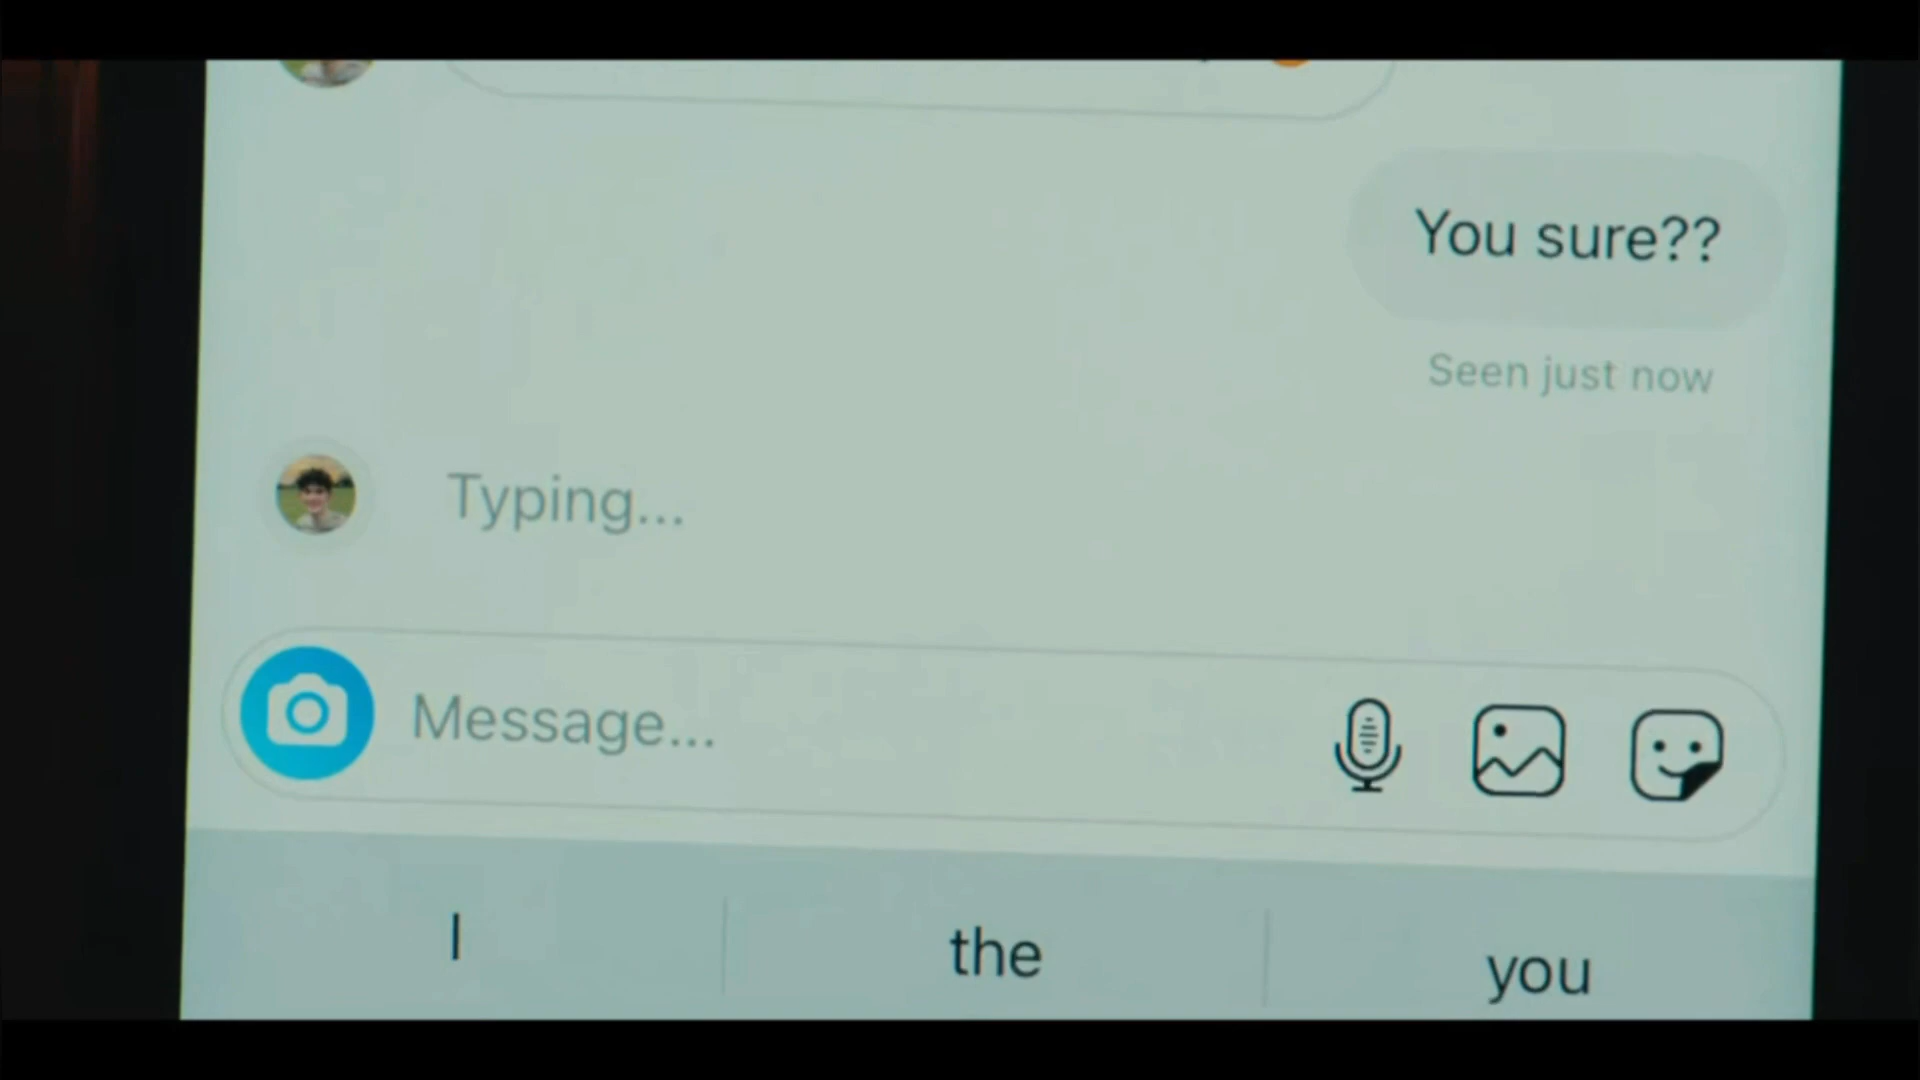 You sure??
Seen just now
Typing...
Message...
I
the
you